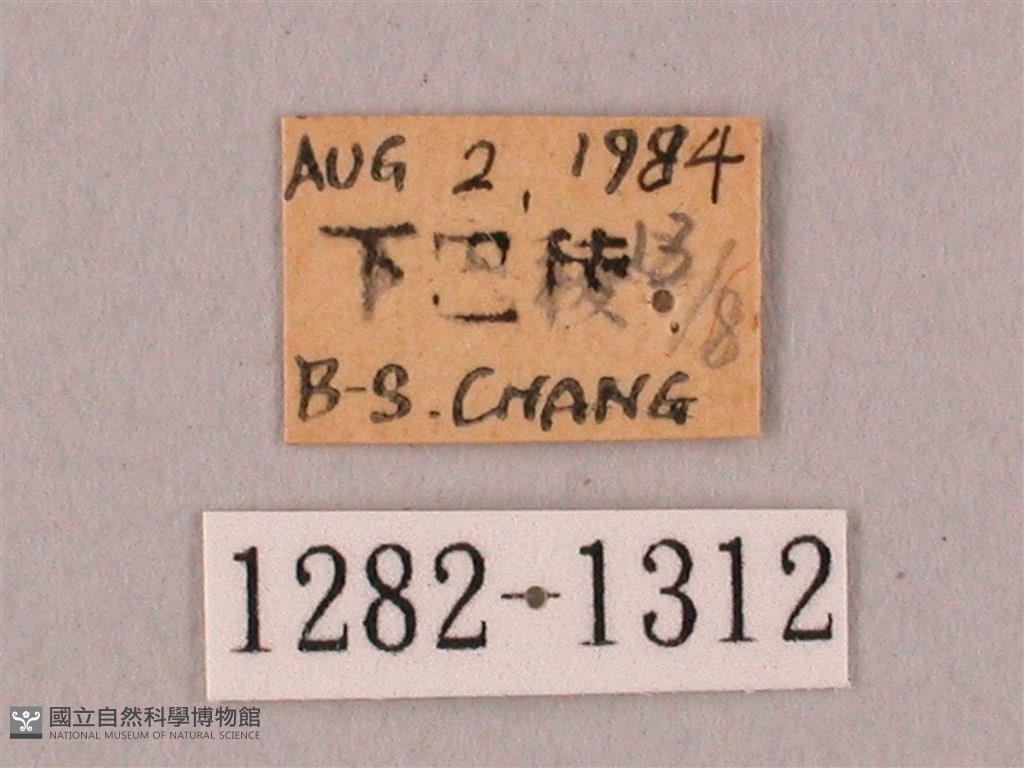 AUG 2, 1984
下巴陵 13/8
B-S. CHANG
1282-1312
國立自然科學博物館
NATIONAL MUSEUM OF NATURAL SCIENCE